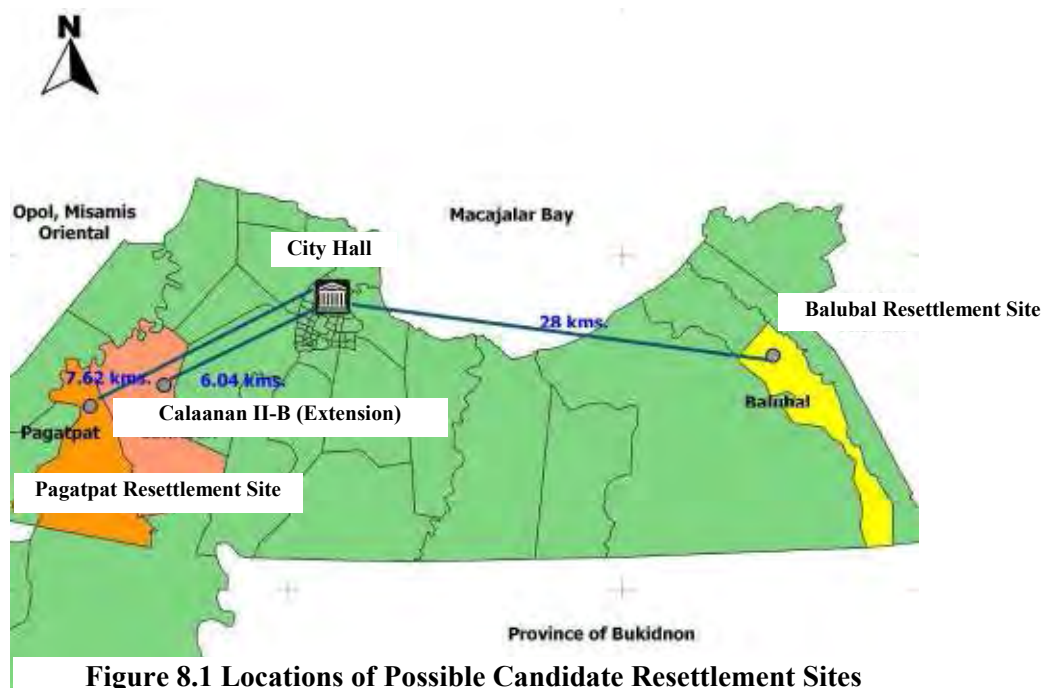 N
Opol, Misamis
Oriental
Macajalar Bay
City Hall
Balubal Resettlement Site
28 kms.
7.62 kms.
6.04 kms.
Balubal
Calaanan II-B (Extension)
Pagatpat
Pagatpat Resettlement Site
Province of Bukidnon
Figure 8.1 Locations of Possible Candidate Resettlement Sites